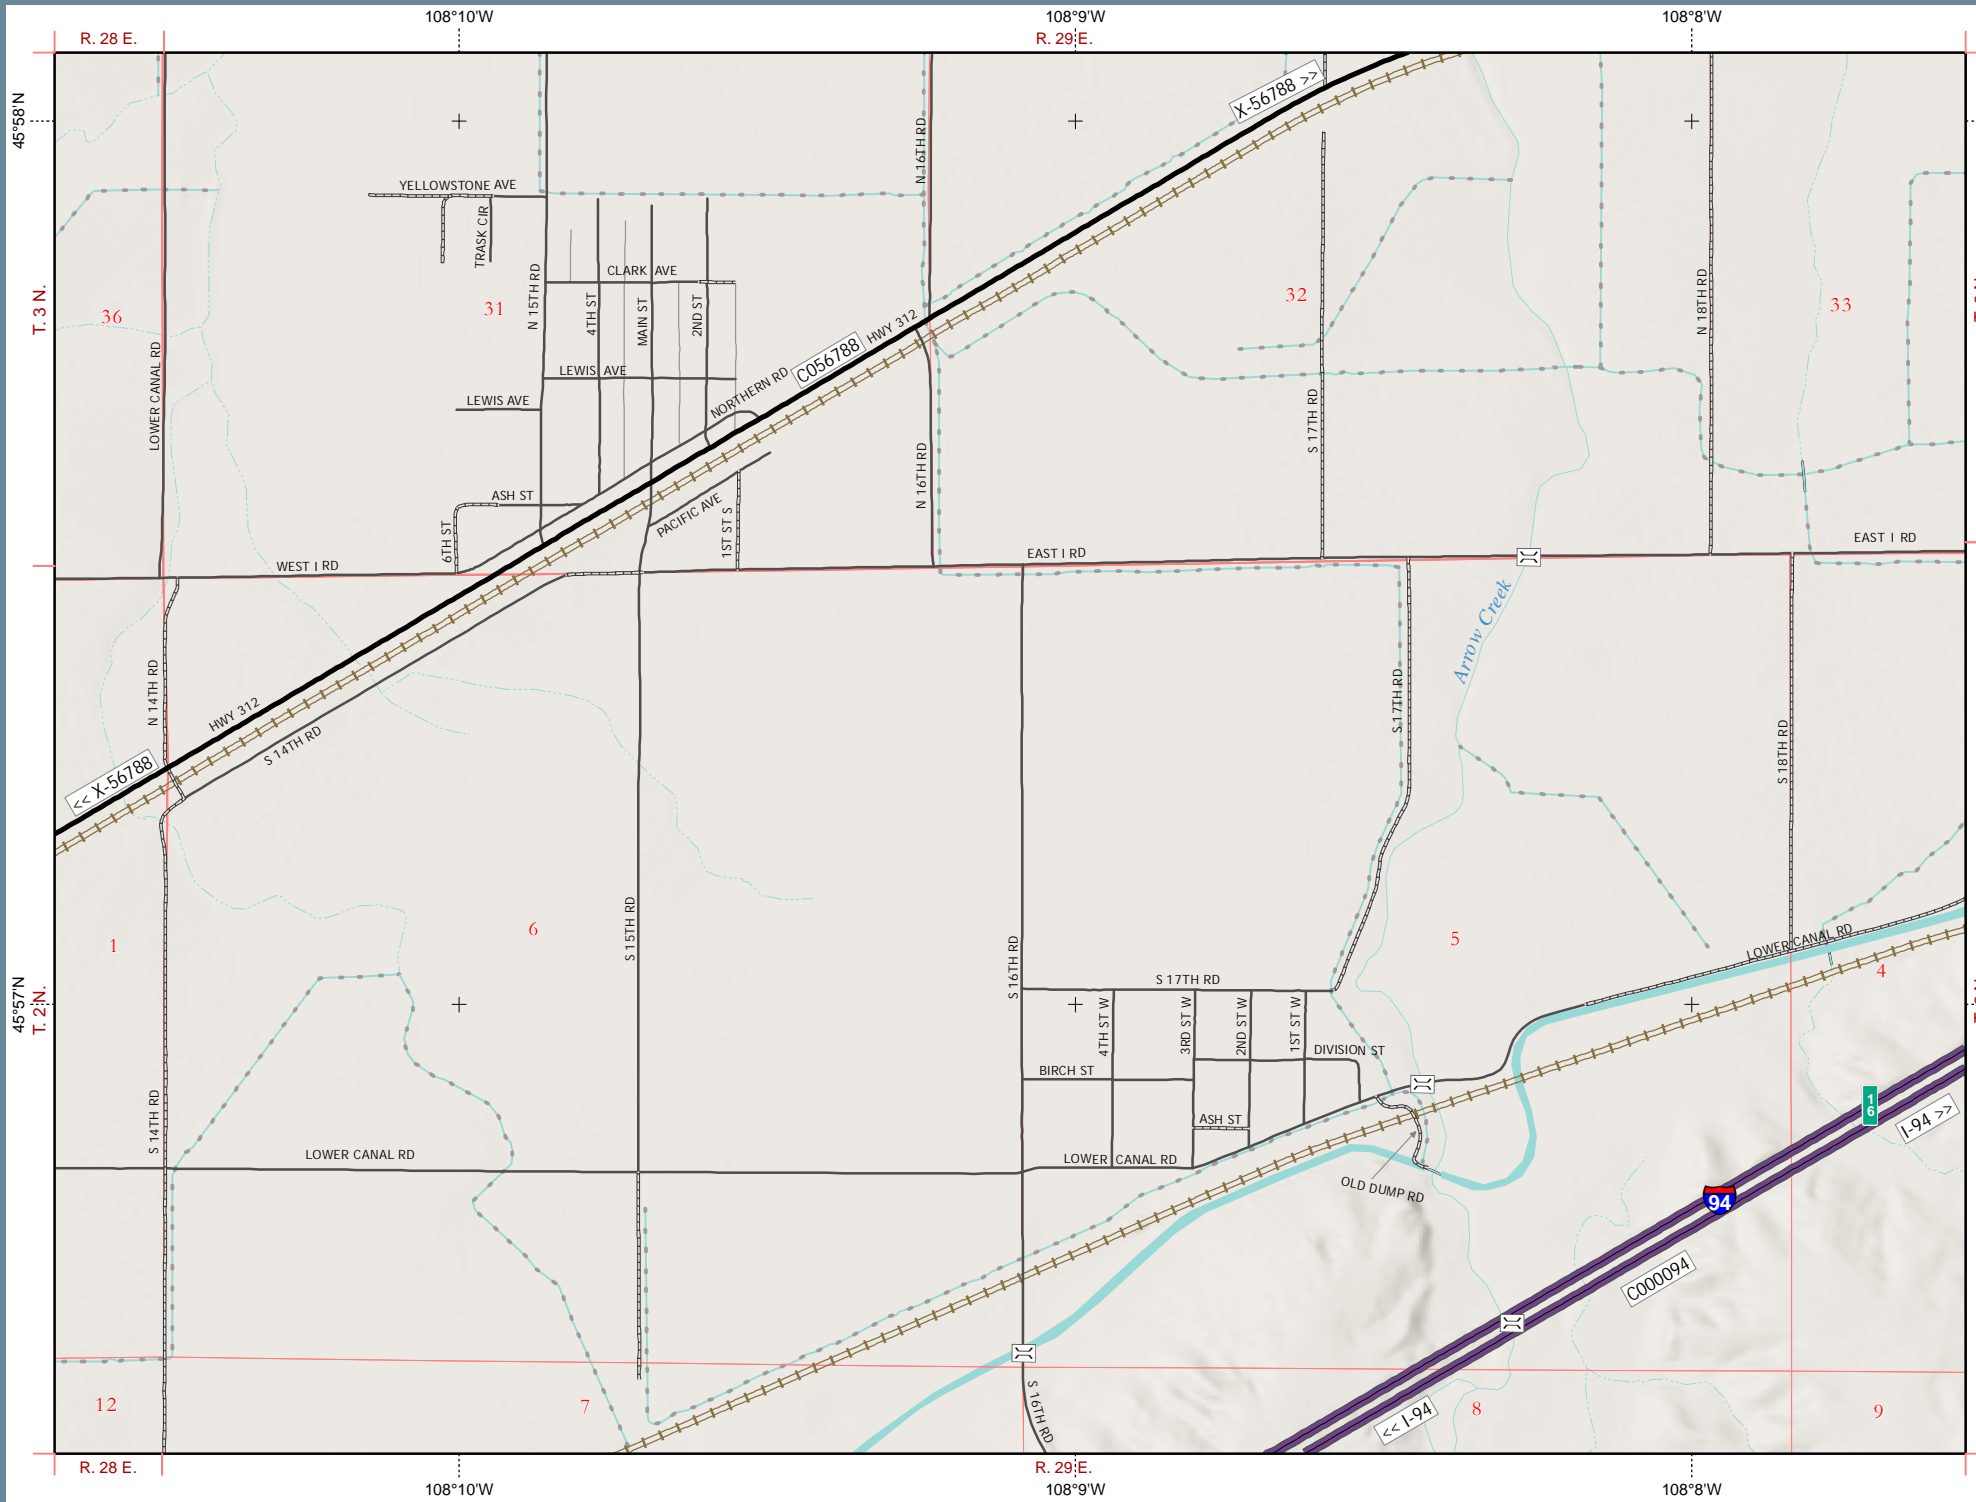 108°10'W
108°9'W
108°8'W
R. 28 E.
R. 29 E.
45°58'N
X-56788 >>
N 16TH RD
YELLOWSTONE AVE
TRASK CIR
N 15TH RD
CLARK AVE
4TH ST
MAIN ST
2ND ST
36
31
32
33
T. 3 N.
N 18TH RD
HWY 312
C056788
LOWER CANAL RD
LEWIS AVE
NORTHERN RD
LEWIS AVE
S 17TH RD
N 16TH RD
ASH ST
PACIFIC AVE
6TH ST
1ST ST S
WEST I RD
EAST I RD
EAST I RD
Arrow Creek
N 14TH RD
HWY 312
S 14TH RD
<< X-56788
S 17TH RD
S 18TH RD
1
6
5
4
S 15TH RD
S 16TH RD
LOWER CANAL RD
S 17TH RD
45°57'N
T. 2 N.
4TH ST W
3RD ST W
2ND ST W
1ST ST W
DIVISION ST
BIRCH ST
ASH ST
S 14TH RD
LOWER CANAL RD
LOWER CANAL RD
OLD DUMP RD
16
I-94 >>
94
C000094
S 16TH RD
<< I-94
12
7
8
9
R. 28 E.
R. 29 E.
108°10'W
108°9'W
108°8'W